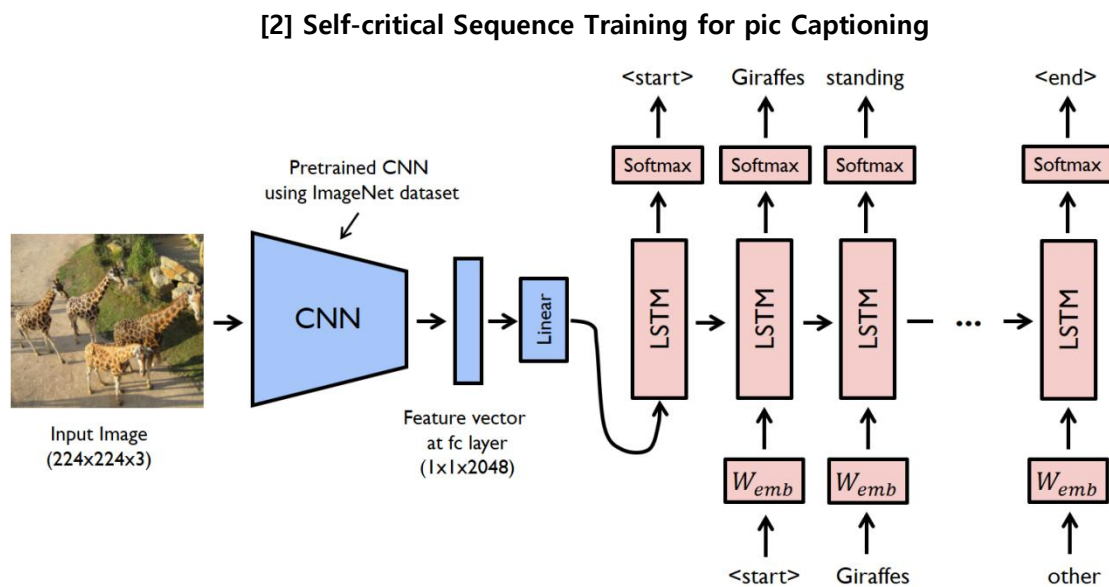 [2] Self-critical Sequence Training for pic Captioning
<start> Giraffes standing <end>
Softmax Softmax Softmax Softmax
Pretrained CNN
using ImageNet dataset
CNN
Linear
LSTM LSTM LSTM ... LSTM
Input Image
(224x224x3)
Feature vector
at fc layer
(1x1x2048)
W_emb W_emb W_emb
<start> Giraffes other